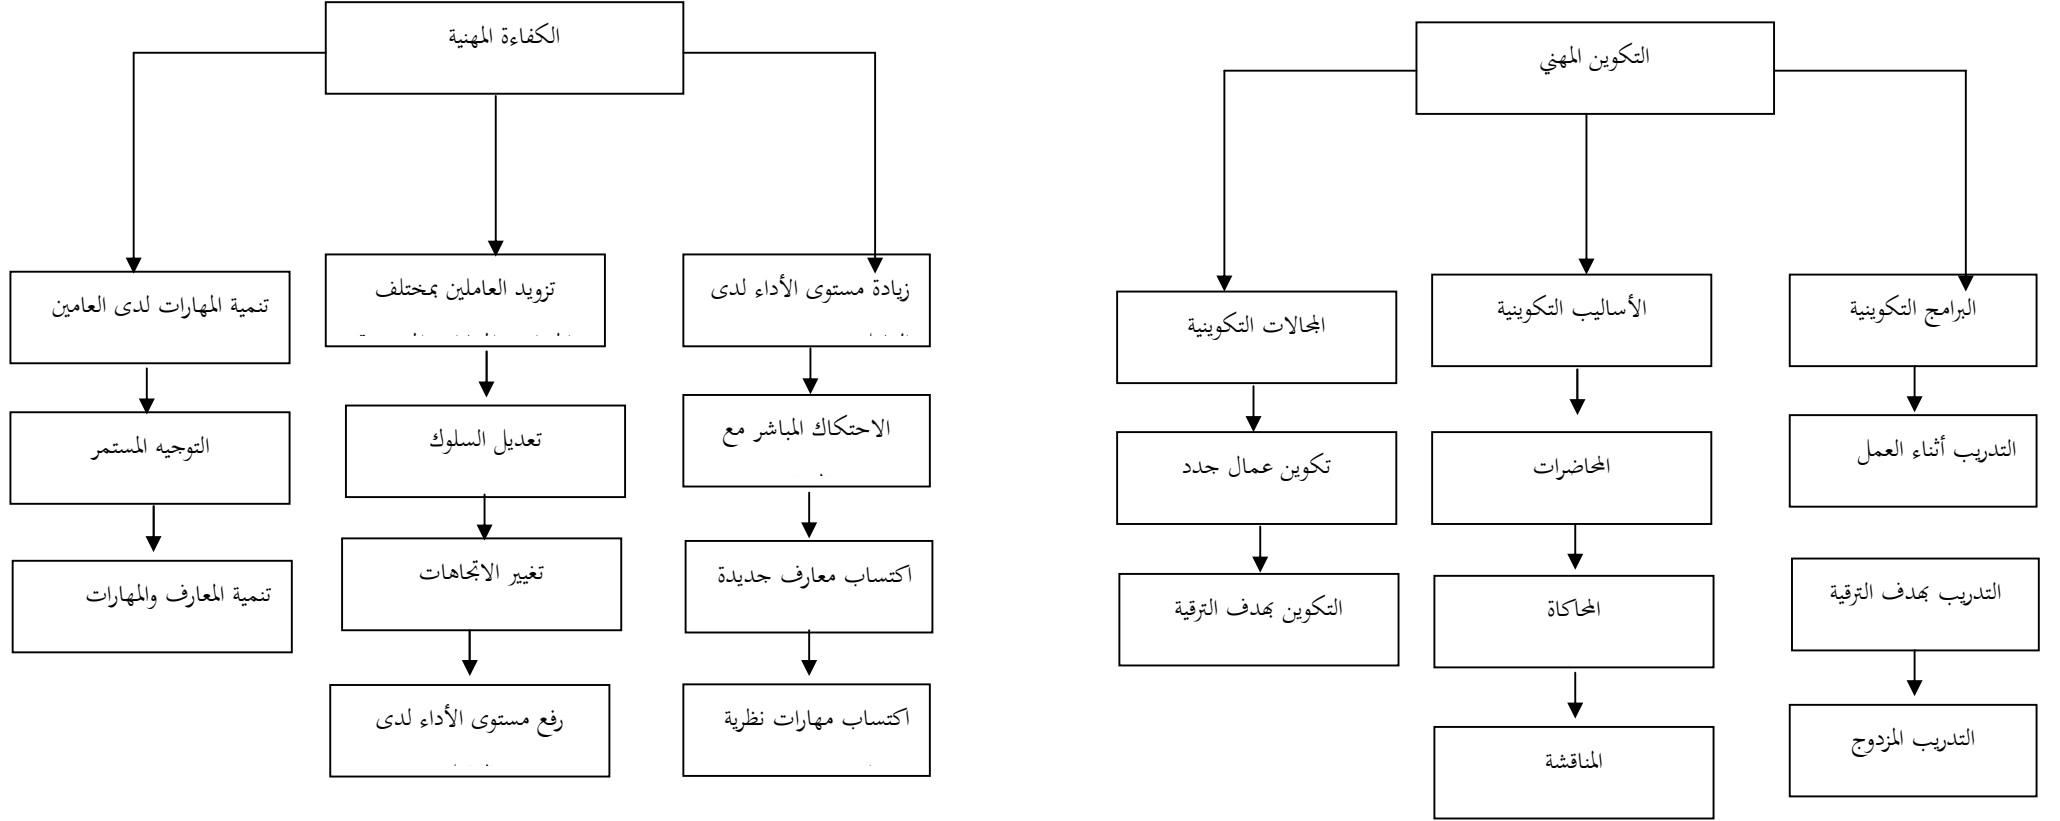 التكوين المهني
البرامج التكوينية
التدريب أثناء العمل
التدريب بهدف الترقية
التدريب المزدوج
الأساليب التكوينية
المحاضرات
المحاكاة
المناقشة
المجالات التكوينية
تكوين عمال جدد
التكوين بهدف الترقية
الكفاءة المهنية
زيادة مستوى الأداء لدى
الاحتكاك المباشر مع
اكتساب معارف جديدة
اكتساب مهارات نظرية
تزويد العاملين بمختلف
تعديل السلوك
تغيير الاتجاهات
رفع مستوى الأداء لدى
تنمية المهارات لدى العامين
التوجيه المستمر
تنمية المعارف والمهارات